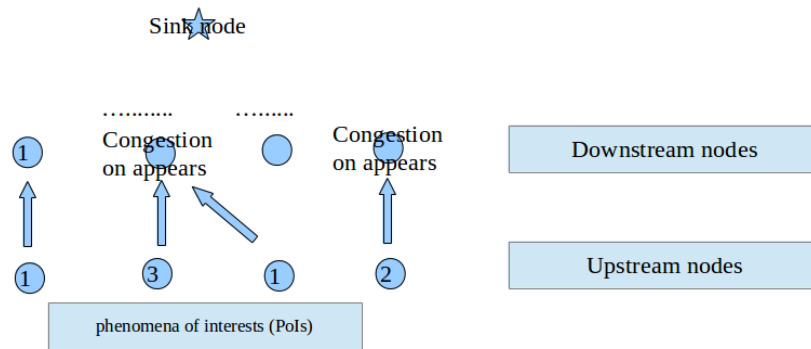 Sink node
............ .........
Congestion
on appears
Congestion
on appears
1
Downstream nodes
1
3
1
2
Upstream nodes
phenomena of interests (PoIs)